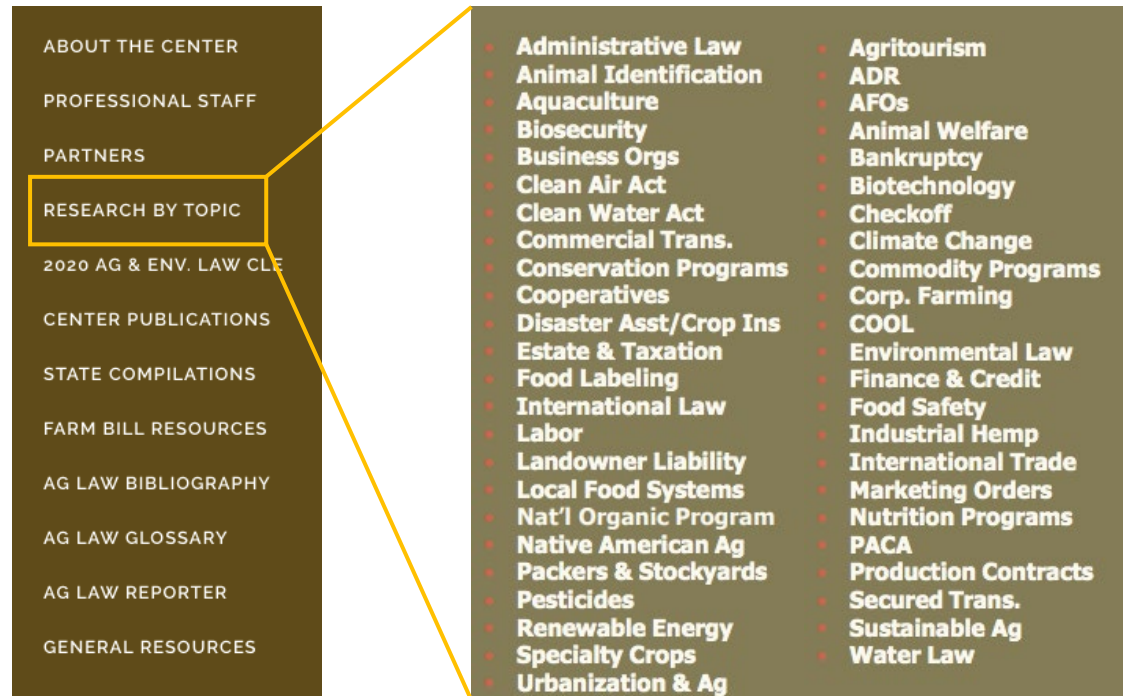 ABOUT THE CENTER
PROFESSIONAL STAFF
PARTNERS
RESEARCH BY TOPIC
2020 AG & ENV. LAW CLE
CENTER PUBLICATIONS
STATE COMPILATIONS
FARM BILL RESOURCES
AG LAW BIBLIOGRAPHY
AG LAW GLOSSARY
AG LAW REPORTER
GENERAL RESOURCES
Administrative Law
Animal Identification
Aquaculture
Biosecurity
Business Orgs
Clean Air Act
Clean Water Act
Commercial Trans.
Conservation Programs
Cooperatives
Disaster Asst/Crop Ins
Estate & Taxation
Food Labeling
International Law
Labor
Landowner Liability
Local Food Systems
Nat’l Organic Program
Native American Ag
Packers & Stockyards
Pesticides
Renewable Energy
Specialty Crops
Urbanization & Ag
Agritourism
ADR
AFOs
Animal Welfare
Bankruptcy
Biotechnology
Checkoff
Climate Change
Commodity Programs
Corp. Farming
COOL
Environmental Law
Finance & Credit
Food Safety
Industrial Hemp
International Trade
Marketing Orders
Nutrition Programs
PACA
Production Contracts
Secured Trans.
Sustainable Ag
Water Law